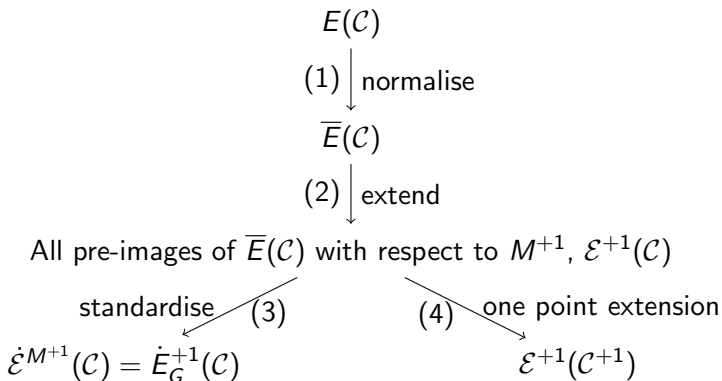 E(𝒞)
(1) normalise
E̅(𝒞)
(2) extend
All pre-images of E̅(𝒞) with respect to M⁺¹, ℰ⁺¹(𝒞)
standardise (3) (4) one point extension
ℰ̇ᴹ⁺¹(𝒞) = Ė_G⁺¹(𝒞) ℰ⁺¹(𝒞⁺¹)